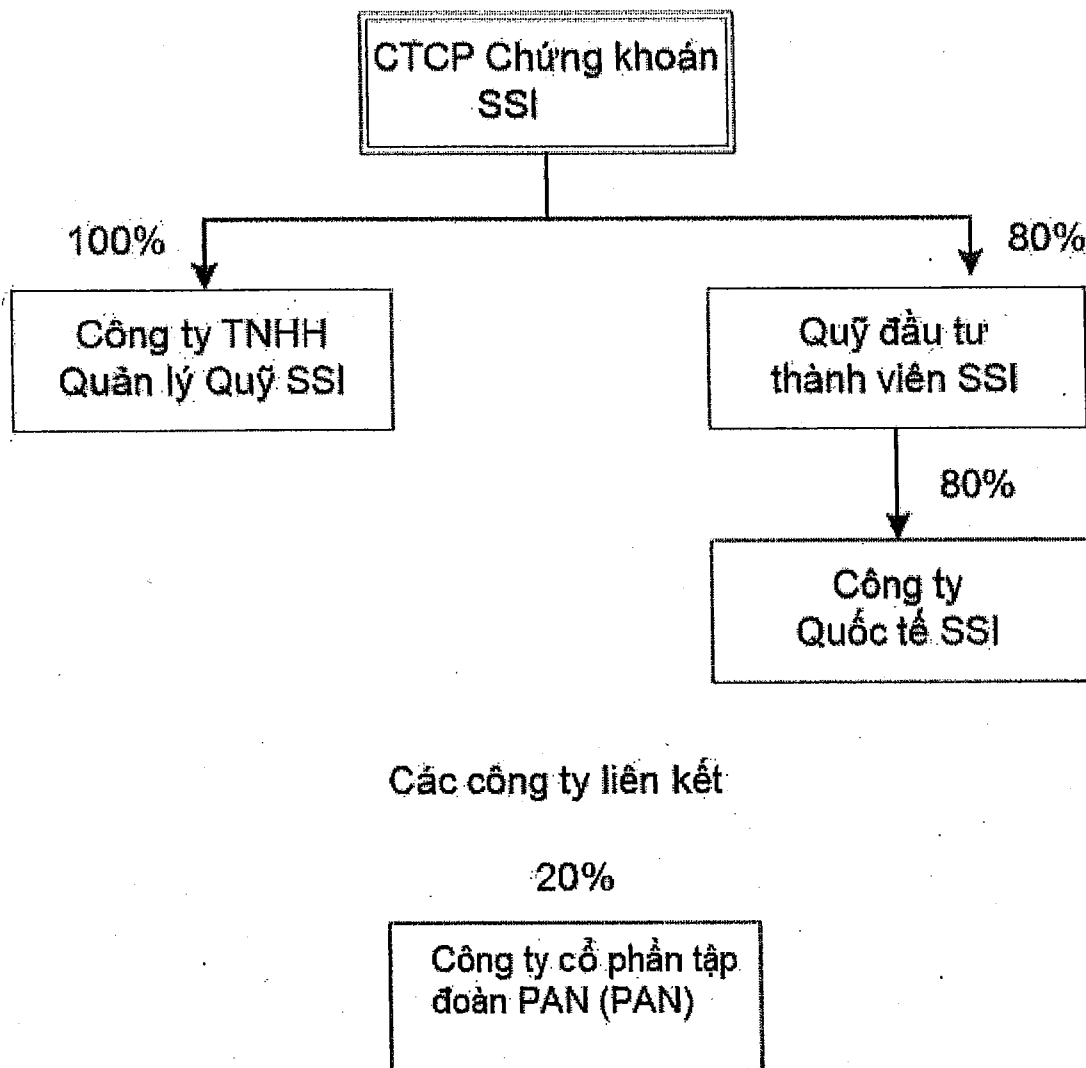 CTCP Chứng khoán
SSI
100%
80%
Công ty TNHH
Quản lý Quỹ SSI
Quỹ đầu tư
thành viên SSI
80%
Công ty
Quốc tế SSI
Các công ty liên kết
20%
Công ty cổ phần tập
đoàn PAN (PAN)